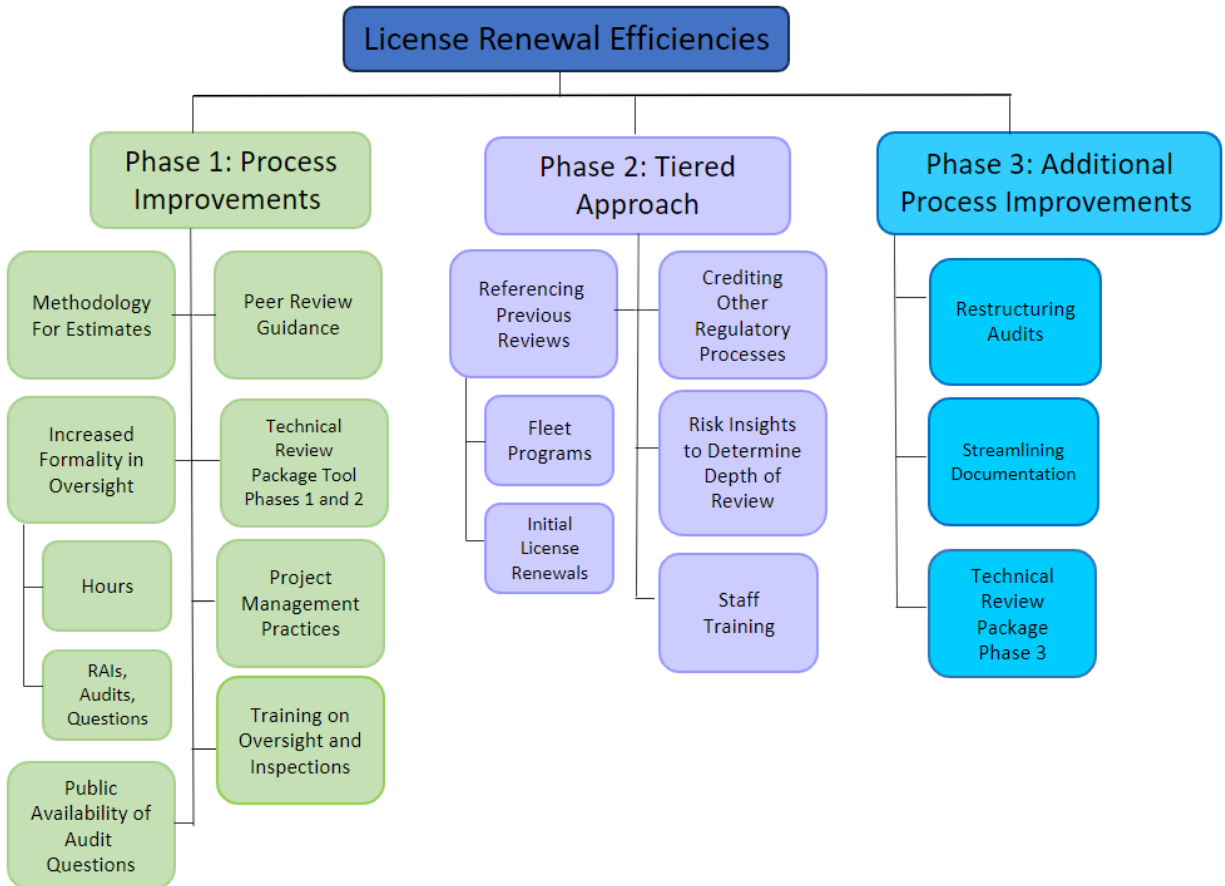 License Renewal Efficiencies
Phase 1: Process
Improvements
Methodology
For Estimates
Peer Review
Guidance
Increased
Formality in
Oversight
Technical
Review
Package Tool
Phases 1 and 2
Hours
Project
Management
Practices
RAIs,
Audits,
Questions
Training on
Oversight and
Inspections
Public
Availability of
Audit
Questions
Phase 2: Tiered
Approach
Referencing
Previous
Reviews
Crediting
Other
Regulatory
Processes
Fleet
Programs
Risk Insights
to Determine
Depth of
Review
Initial
License
Renewals
Staff
Training
Phase 3: Additional
Process Improvements
Restructuring
Audits
Streamlining
Documentation
Technical
Review
Package
Phase 3